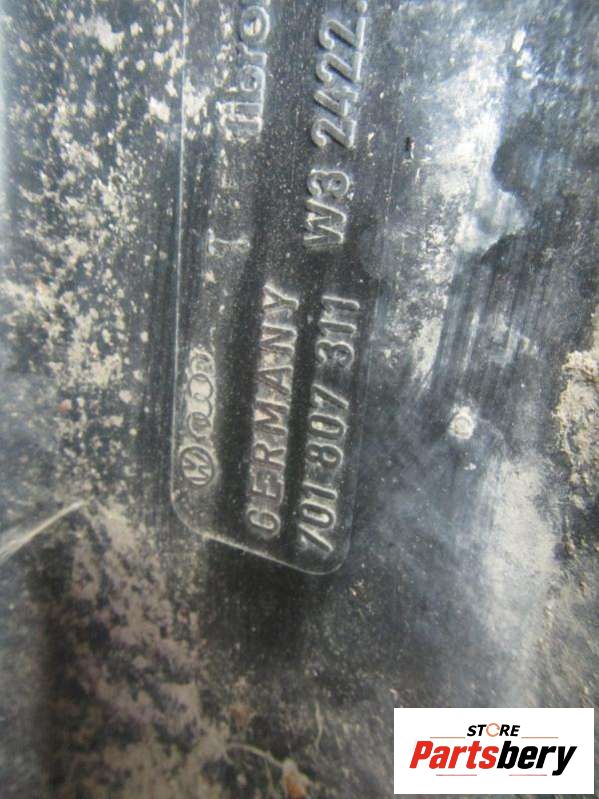 GERMANY
701 807 311 W3 2422.
STORE
Partsbery